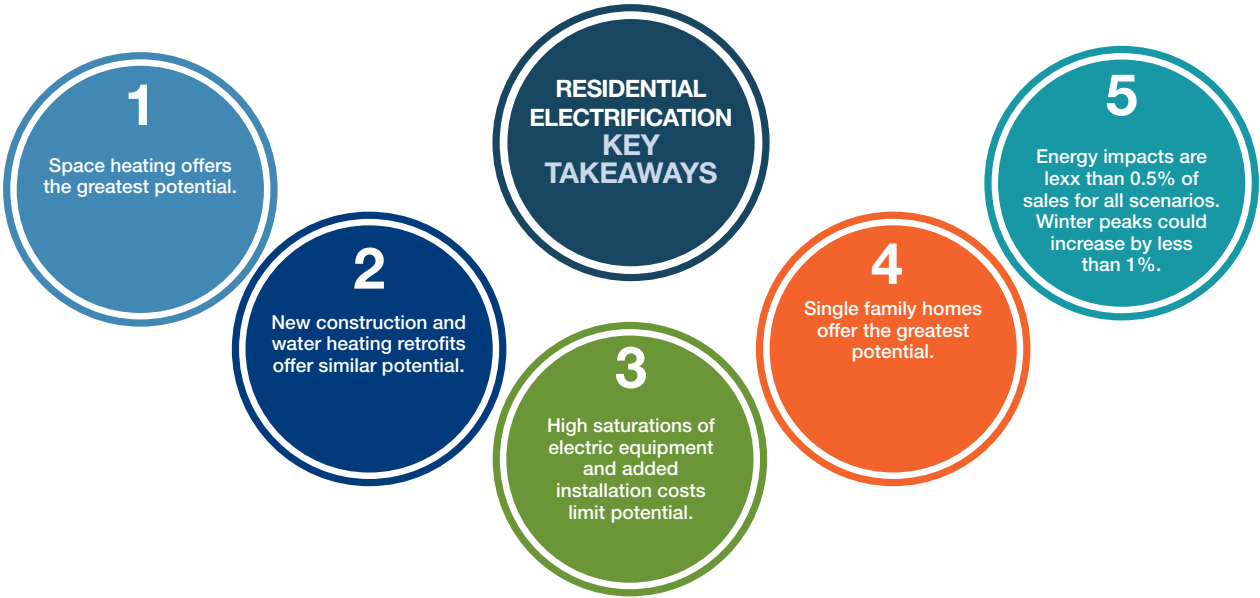 RESIDENTIAL
ELECTRIFICATION
KEY
TAKEAWAYS
1
Space heating offers
the greatest potential.
2
New construction and
water heating retrofits
offer similar potential.
3
High saturations of
electric equipment
and added
installation costs
limit potential.
4
Single family homes
offer the greatest
potential.
5
Energy impacts are
lexx than 0.5% of
sales for all scenarios.
Winter peaks could
increase by less
than 1%.